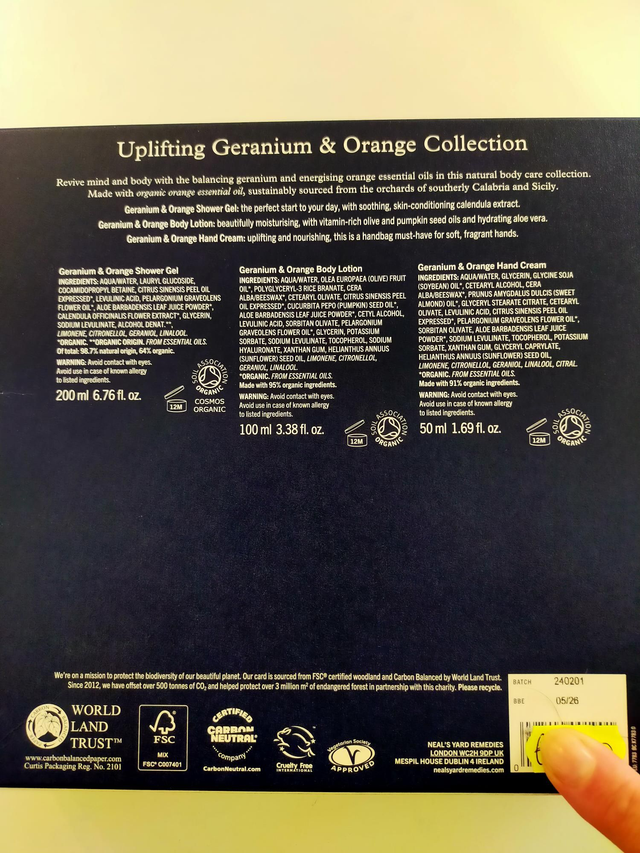 Uplifting Geranium & Orange Collection
Revive mind and body with the balancing geranium and energising orange essential oils in this natural body care collection.
Made with organic orange essential oil, sustainably sourced from the orchards of southerly Calabria and Sicily.
Geranium & Orange Shower Gel: the perfect start to your day, with soothing, skin-conditioning calendula extract.
Geranium & Orange Body Lotion: beautifully moisturising, with vitamin-rich olive and pumpkin seed oils and hydrating aloe vera.
Geranium & Orange Hand Cream: uplifting and nourishing, this is a handbag must-have for soft, fragrant hands.
Geranium & Orange Shower Gel
INGREDIENTS: AQUA/WATER, LAURYL GLUCOSIDE,
COCAMIDOPROPYL BETAINE, CITRUS SINENSIS PEEL OIL
EXPRESSED*, LEVULINIC ACID, PELARGONIUM GRAVEOLENS
FLOWER OIL*, ALOE BARBADENSIS LEAF JUICE POWDER*,
CALENDULA OFFICINALIS FLOWER EXTRACT*, GLYCERIN,
SODIUM LEVULINATE, ALCOHOL DENAT.**,
LIMONENE, CITRONELLOL, GERANIOL, LINALOOL.
*ORGANIC. **ORGANIC ORIGIN. FROM ESSENTIAL OILS.
Of total: 98.7% natural origin, 64% organic.
WARNING: Avoid contact with eyes.
Avoid use in case of known allergy
to listed ingredients.
200 ml 6.76 fl. oz.
12M
SOIL ASSOCIATION
COSMOS
ORGANIC
Geranium & Orange Body Lotion
INGREDIENTS: AQUA/WATER, OLEA EUROPAEA (OLIVE) FRUIT
OIL*, POLYGLYCERYL-3 RICE BRANATE, CERA
ALBA/BEESWAX*, CETEARYL OLIVATE, CITRUS SINENSIS PEEL
OIL EXPRESSED*, CUCURBITA PEPO (PUMPKIN) SEED OIL*,
ALOE BARBADENSIS LEAF JUICE POWDER*, CETYL ALCOHOL,
LEVULINIC ACID, SORBITAN OLIVATE, PELARGONIUM
GRAVEOLENS FLOWER OIL*, GLYCERIN, POTASSIUM
SORBATE, SODIUM LEVULINATE, TOCOPHEROL, SODIUM
HYALURONATE, XANTHAN GUM, HELIANTHUS ANNUUS
(SUNFLOWER) SEED OIL, LIMONENE, CITRONELLOL,
GERANIOL, LINALOOL.
*ORGANIC. FROM ESSENTIAL OILS.
Made with 95% organic ingredients.
WARNING: Avoid contact with eyes.
Avoid use in case of known allergy
to listed ingredients.
100 ml 3.38 fl. oz.
12M
SOIL ASSOCIATION
ORGANIC
Geranium & Orange Hand Cream
INGREDIENTS: AQUA/WATER, GLYCERIN, GLYCINE SOJA
(SOYBEAN) OIL*, CETEARYL ALCOHOL, CERA
ALBA/BEESWAX*, PRUNUS AMYGDALUS DULCIS (SWEET
ALMOND) OIL*, GLYCERYL STEARATE CITRATE, CETEARYL
OLIVATE, LEVULINIC ACID, CITRUS SINENSIS PEEL OIL
EXPRESSED*, PELARGONIUM GRAVEOLENS FLOWER OIL*,
SORBITAN OLIVATE, ALOE BARBADENSIS LEAF JUICE
POWDER*, SODIUM LEVULINATE, TOCOPHEROL, POTASSIUM
SORBATE, XANTHAN GUM, GLYCERYL CAPRYLATE,
HELIANTHUS ANNUUS (SUNFLOWER) SEED OIL,
LIMONENE, CITRONELLOL, GERANIOL, LINALOOL, CITRAL.
*ORGANIC. FROM ESSENTIAL OILS.
Made with 91% organic ingredients.
WARNING: Avoid contact with eyes.
Avoid use in case of known allergy
to listed ingredients.
50 ml 1.69 fl. oz.
12M
SOIL ASSOCIATION
ORGANIC
We're on a mission to protect the biodiversity of our beautiful planet. Our card is sourced from FSC® certified woodland and Carbon Balanced by World Land Trust.
Since 2012, we have offset over 500 tonnes of CO₂ and helped protect over 3 million m² of endangered forest in partnership with this charity. Please recycle.
WORLD
LAND
TRUST™
www.carbonbalancedpaper.com
Curtis Packaging Reg. No. 2101
FSC
MIX
FSC® C007401
CERTIFIED
CARBON
NEUTRAL®
company
CarbonNeutral.com
Cruelty Free
INTERNATIONAL
Vegetarian Society
APPROVED
NEAL'S YARD REMEDIES
LONDON WC2H 9DP UK
MESPIL HOUSE DUBLIN 4 IRELAND
nealsyardremedies.com
BATCH 240201
BBE 05/26